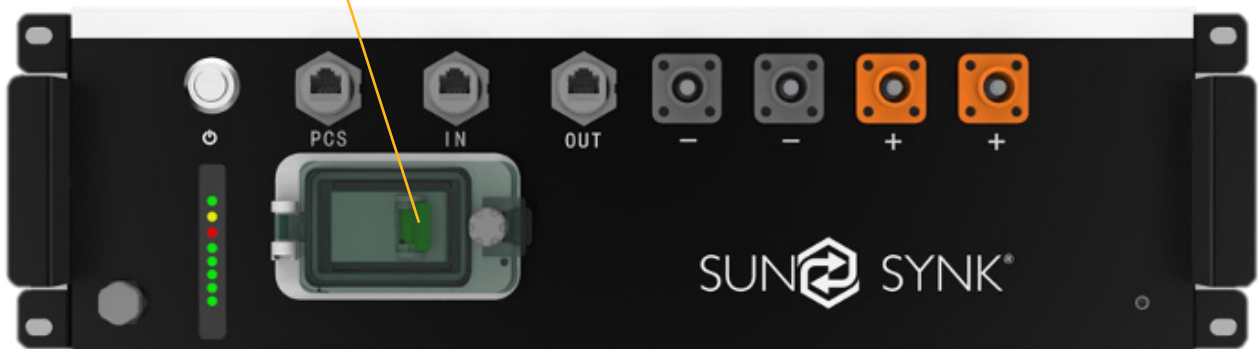 PCS IN OUT − − + +
SUN SYNK®